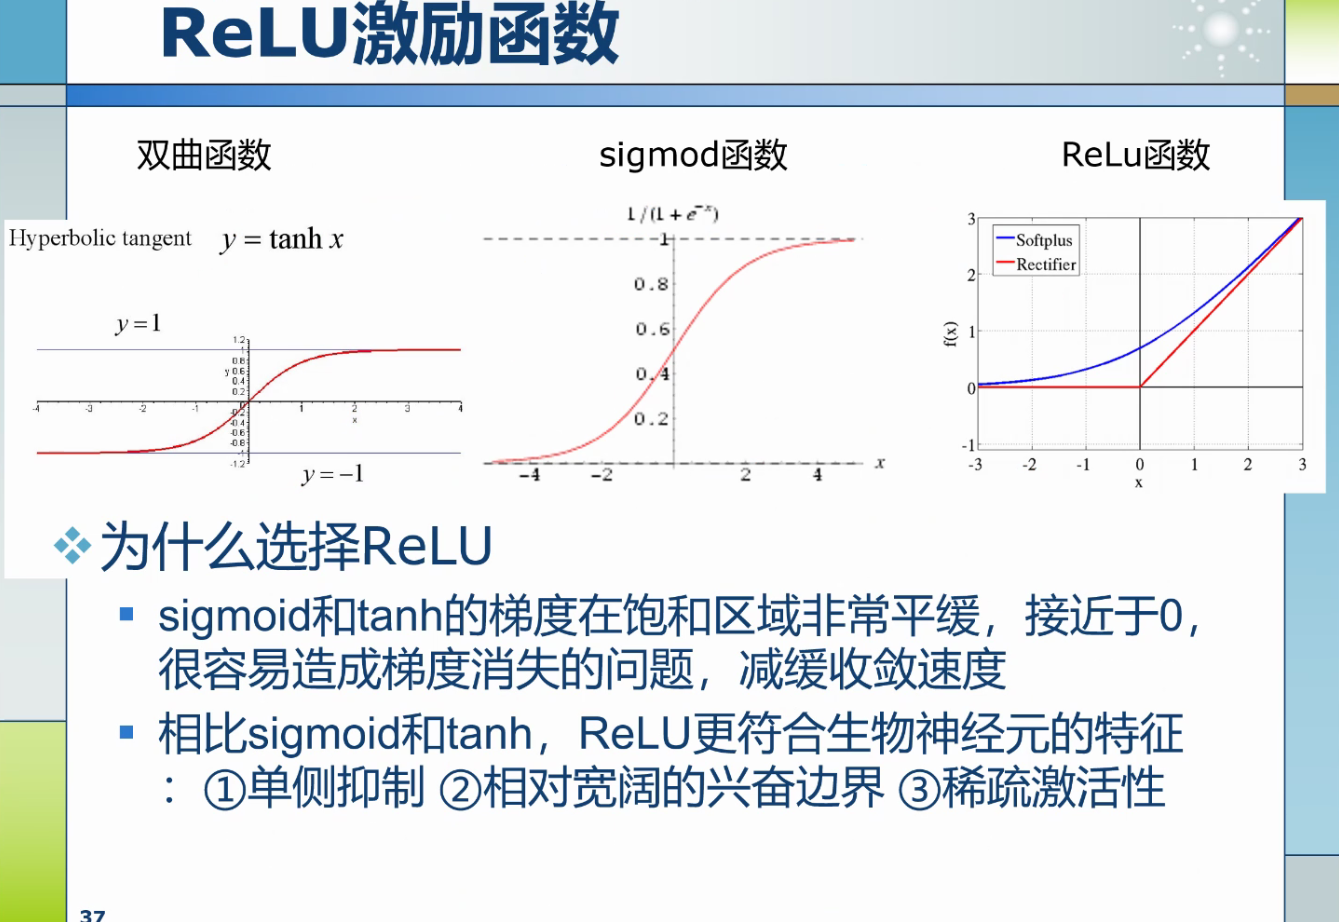 ReLU激励函数
双曲函数
sigmod函数
ReLu函数
Hyperbolic tangent y = tanh x
y = 1
1.2
1
0.8
y 0.6
0.4
0.2
-4 -3 -2 -1 0 1 2 3 4
x
-0.2
-0.4
-0.6
-0.8
-1
-1.2
y = −1
1/(1 + e^-x)
1
0.8
0.6
0.4
0.2
-4 -2 2 4 x
Softplus
Rectifier
3
2
1
0
-1
f(x)
-3 -2 -1 0 1 2 3
x
为什么选择ReLU
sigmoid和tanh的梯度在饱和区域非常平缓，接近于0，
很容易造成梯度消失的问题，减缓收敛速度
相比sigmoid和tanh，ReLU更符合生物神经元的特征
：①单侧抑制 ②相对宽阔的兴奋边界 ③稀疏激活性
37